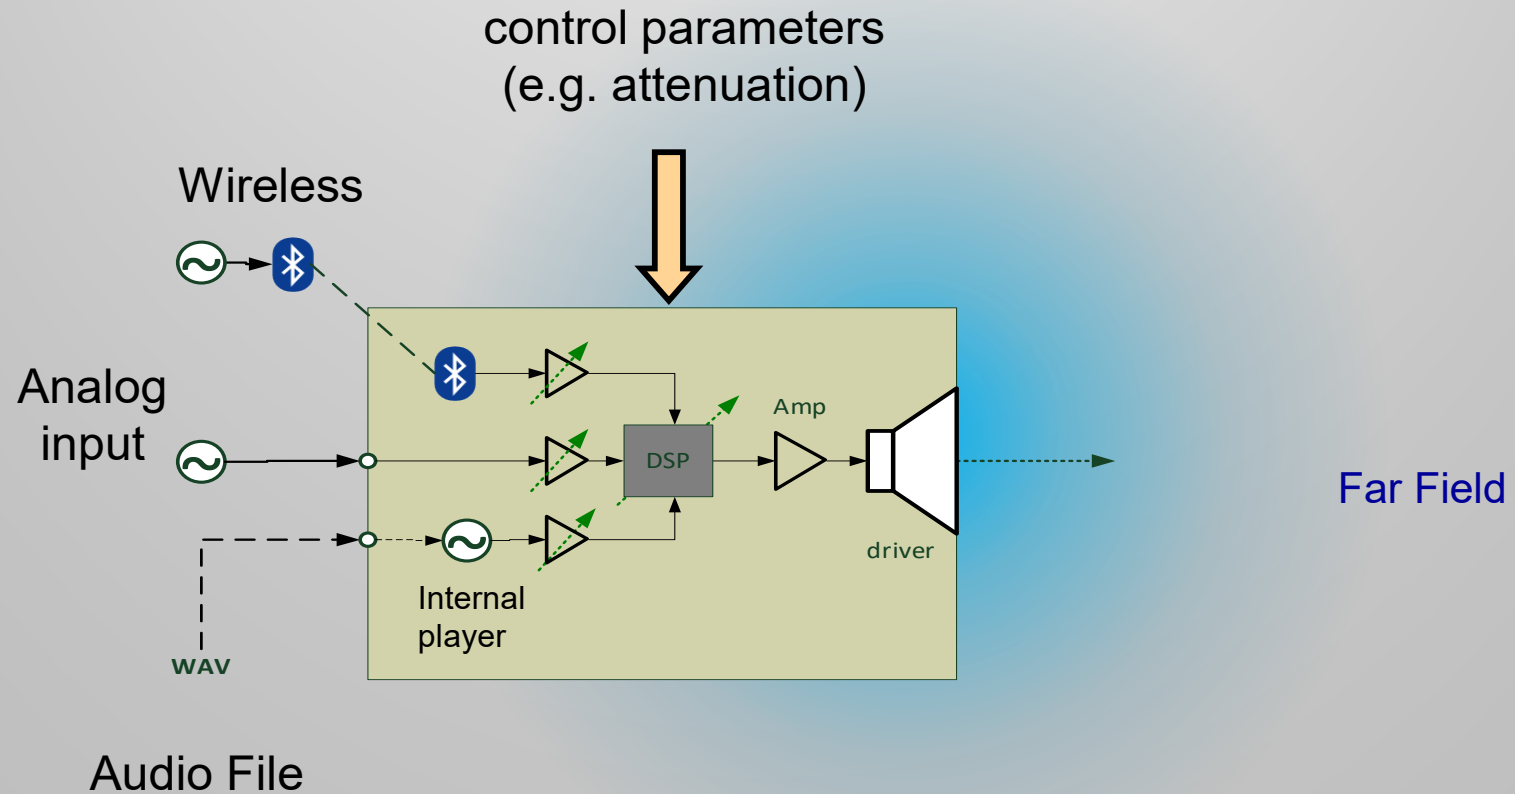 control parameters
(e.g. attenuation)
Wireless
Analog
input
Amp
DSP
Far Field
driver
Internal
player
WAV
Audio File